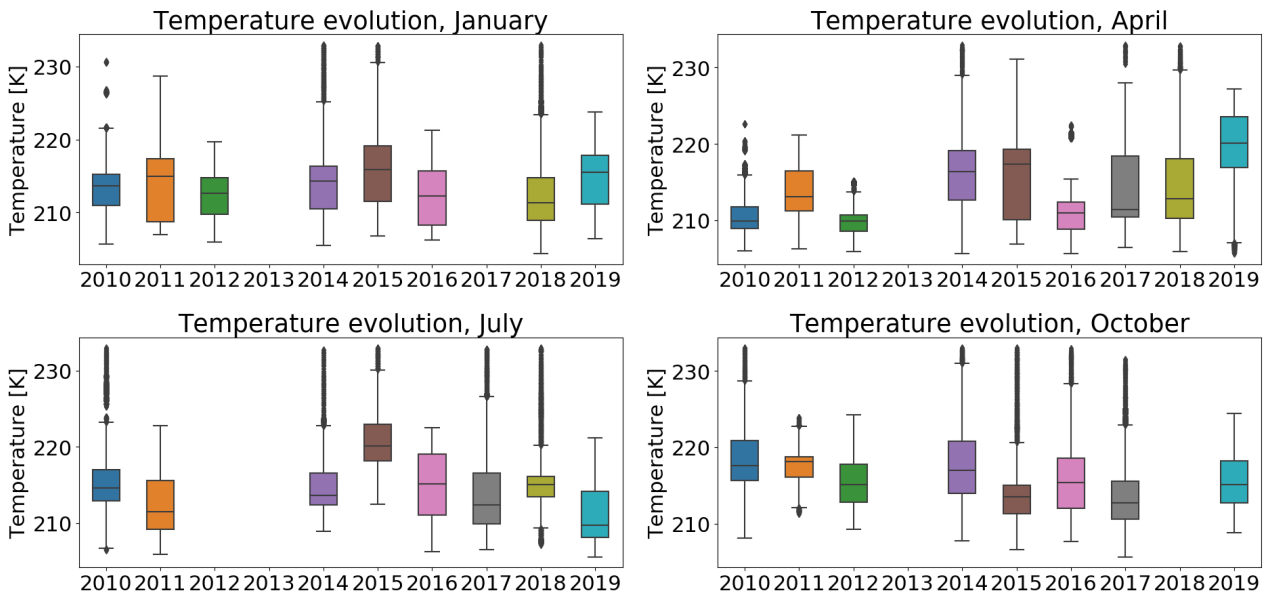 Temperature evolution, January
Temperature [K]
230
220
210
2010 2011 2012 2013 2014 2015 2016 2017 2018 2019
Temperature evolution, April
Temperature [K]
230
220
210
2010 2011 2012 2013 2014 2015 2016 2017 2018 2019
Temperature evolution, July
Temperature [K]
230
220
210
2010 2011 2012 2013 2014 2015 2016 2017 2018 2019
Temperature evolution, October
Temperature [K]
230
220
210
2010 2011 2012 2013 2014 2015 2016 2017 2018 2019